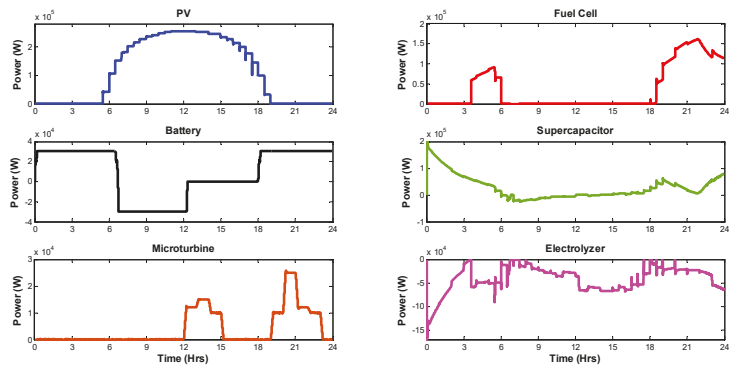 PV
x 10^5
Power (W)
2
1
0
0 3 6 9 12 15 18 21 24
Fuel Cell
x 10^5
Power (W)
2
1.5
1
0.5
0
0 3 6 9 12 15 18 21 24
Battery
x 10^4
Power (W)
4
2
0
-2
-4
0 3 6 9 12 15 18 21 24
Supercapacitor
x 10^5
Power (W)
2
1
0
-1
0 3 6 9 12 15 18 21 24
Microturbine
x 10^4
Power (W)
3
2
1
0
0 3 6 9 12 15 18 21 24
Time (Hrs)
Electrolyzer
x 10^4
Power (W)
0
-5
-10
-15
0 3 6 9 12 15 18 21 24
Time (Hrs)